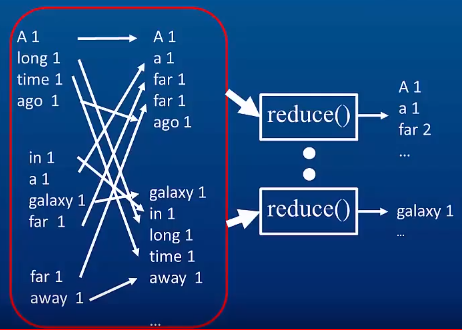 A 1
long 1
time 1
ago 1
in 1
a 1
galaxy 1
far 1
far 1
away 1
A 1
a 1
far 1
far 1
ago 1
galaxy 1
in 1
long 1
time 1
away 1
...
reduce()
reduce()
A 1
a 1
far 2
...
galaxy 1
...